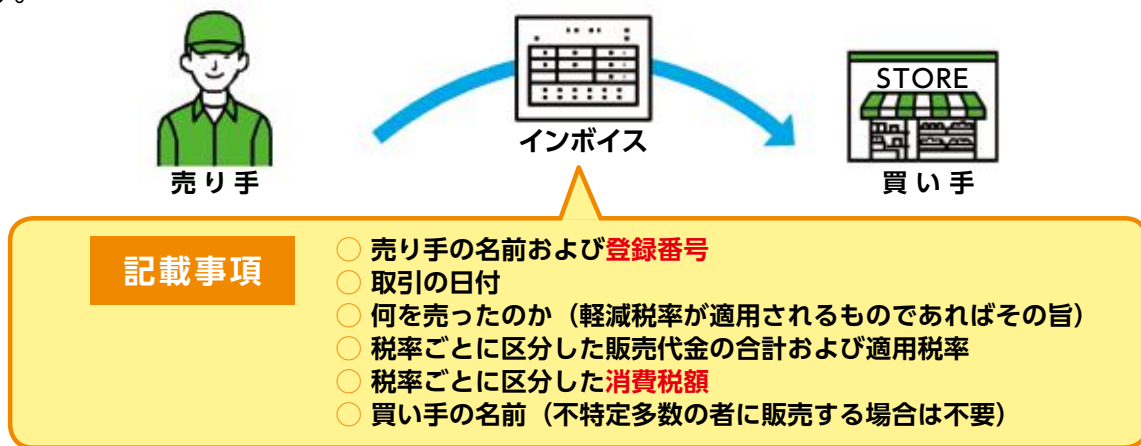 す。
STORE
インボイス
売り手
買い手
記載事項
○ 売り手の名前および登録番号
○ 取引の日付
○ 何を売ったのか（軽減税率が適用されるものであればその旨）
○ 税率ごとに区分した販売代金の合計および適用税率
○ 税率ごとに区分した消費税額
○ 買い手の名前（不特定多数の者に販売する場合は不要）